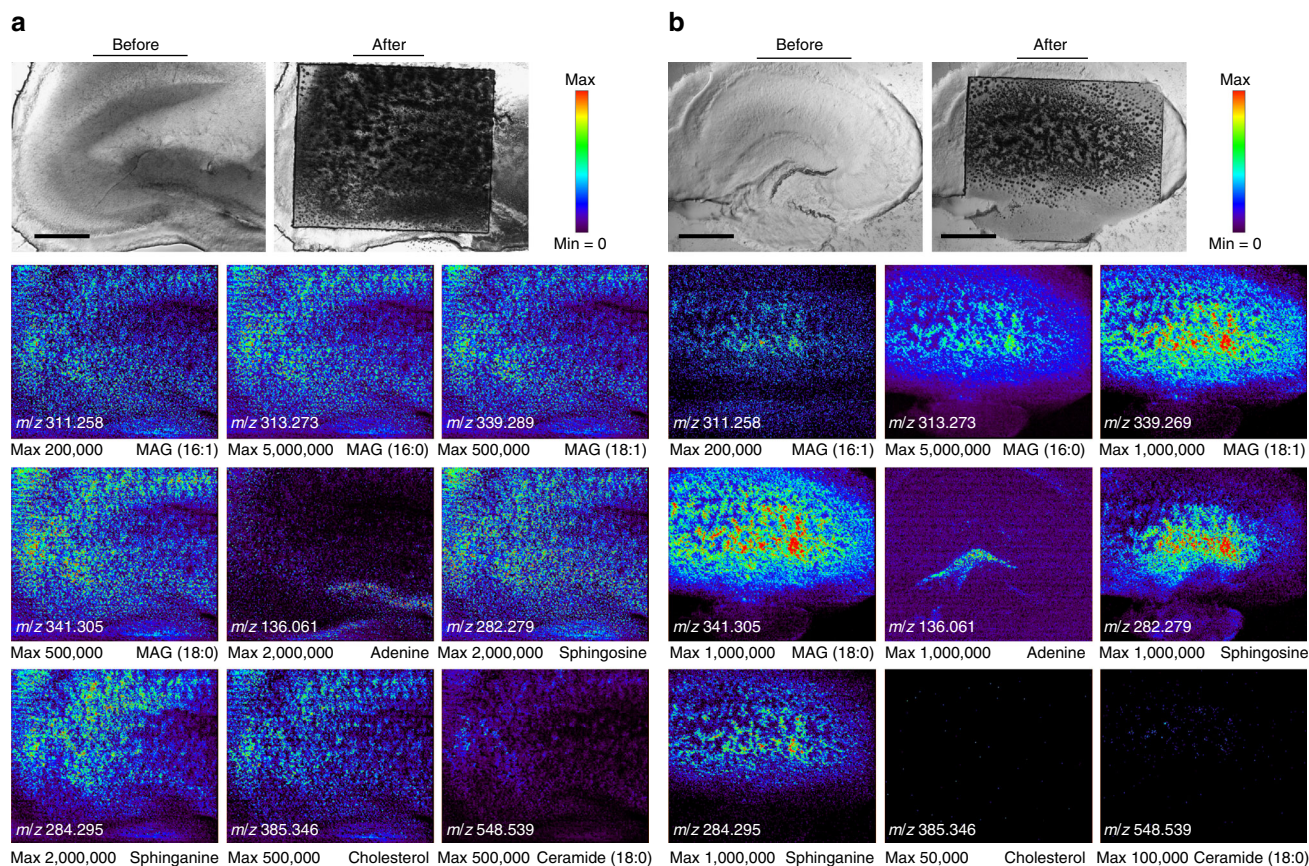 a
Before
After
Max
Min = 0
m/z 311.258
m/z 313.273
m/z 339.289
Max 200,000 MAG (16:1)
Max 5,000,000 MAG (16:0)
Max 500,000 MAG (18:1)
m/z 341.305
m/z 136.061
m/z 282.279
Max 500,000 MAG (18:0)
Max 2,000,000 Adenine
Max 2,000,000 Sphingosine
m/z 284.295
m/z 385.346
m/z 548.539
Max 2,000,000 Sphinganine
Max 500,000 Cholesterol
Max 500,000 Ceramide (18:0)
b
Before
After
Max
Min = 0
m/z 311.258
m/z 313.273
m/z 339.269
Max 200,000 MAG (16:1)
Max 5,000,000 MAG (16:0)
Max 1,000,000 MAG (18:1)
m/z 341.305
m/z 136.061
m/z 282.279
Max 1,000,000 MAG (18:0)
Max 1,000,000 Adenine
Max 1,000,000 Sphingosine
m/z 284.295
m/z 385.346
m/z 548.539
Max 1,000,000 Sphinganine
Max 50,000 Cholesterol
Max 100,000 Ceramide (18:0)